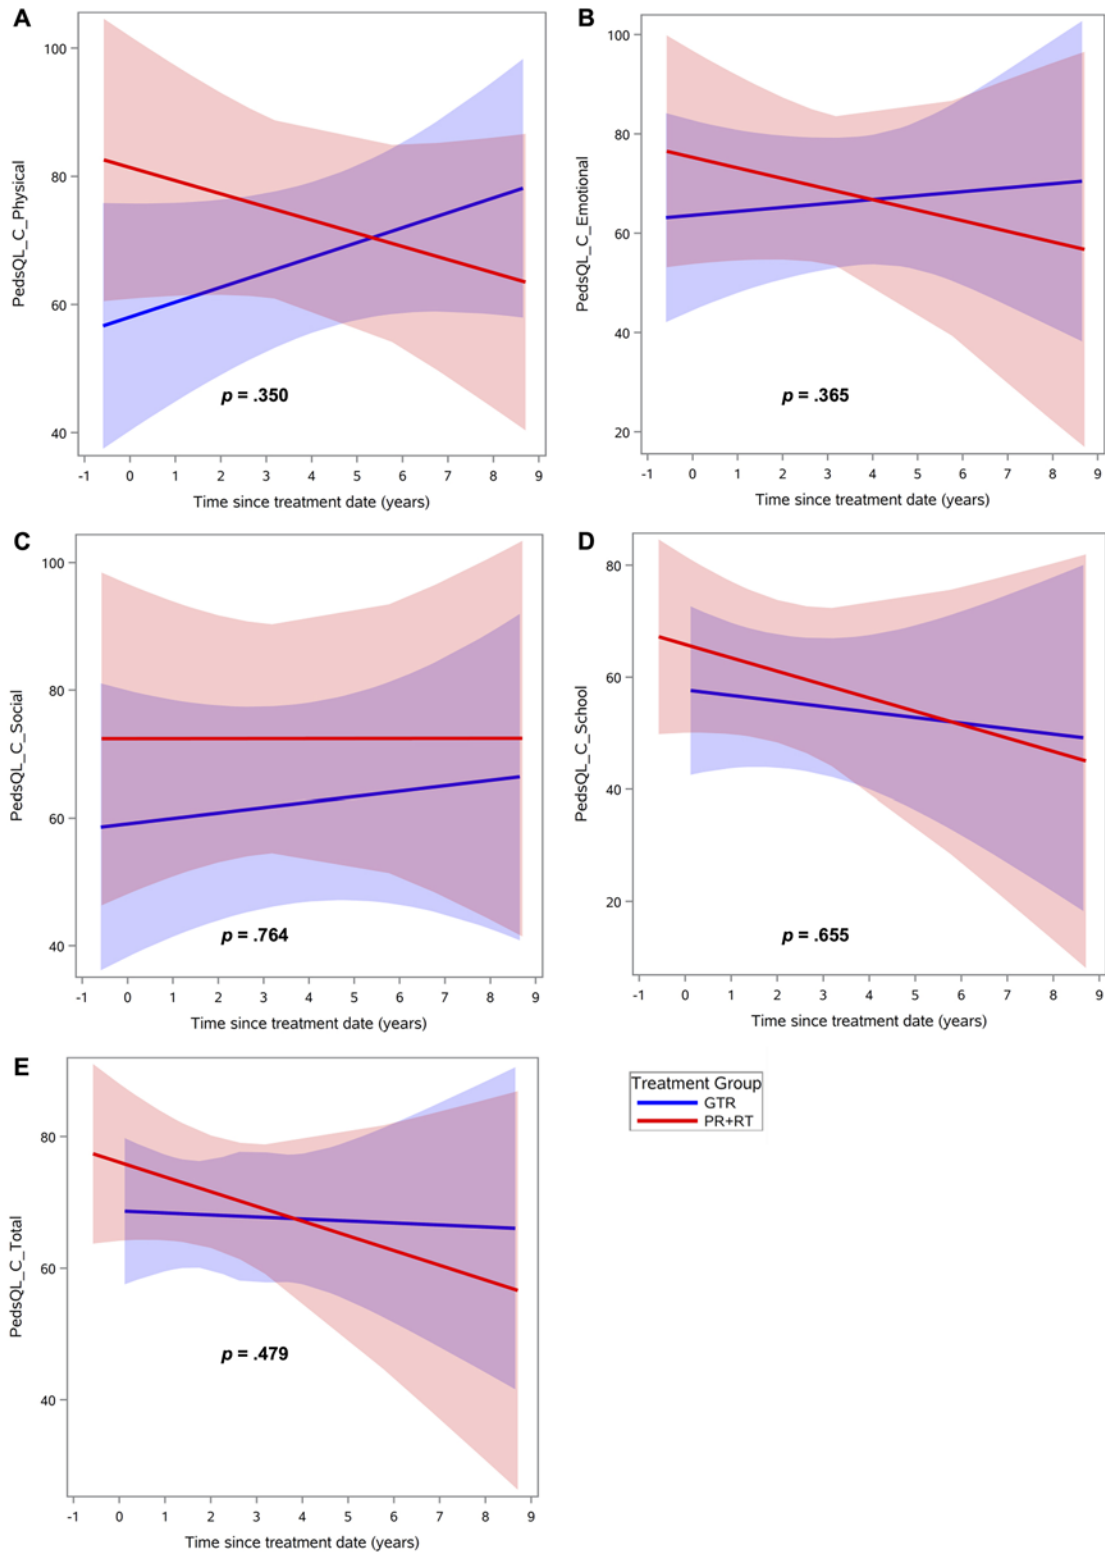 A
PedsQL_C_Physical
100
80
60
40
p = .350
-1 0 1 2 3 4 5 6 7 8 9
Time since treatment date (years)
B
PedsQL_C_Emotional
100
80
60
40
20
p = .365
-1 0 1 2 3 4 5 6 7 8 9
Time since treatment date (years)
C
PedsQL_C_Social
100
80
60
40
p = .764
-1 0 1 2 3 4 5 6 7 8 9
Time since treatment date (years)
D
PedsQL_C_School
80
60
40
20
p = .655
-1 0 1 2 3 4 5 6 7 8 9
Time since treatment date (years)
E
PedsQL_C_Total
80
60
40
p = .479
-1 0 1 2 3 4 5 6 7 8 9
Time since treatment date (years)
Treatment Group
GTR
PR+RT